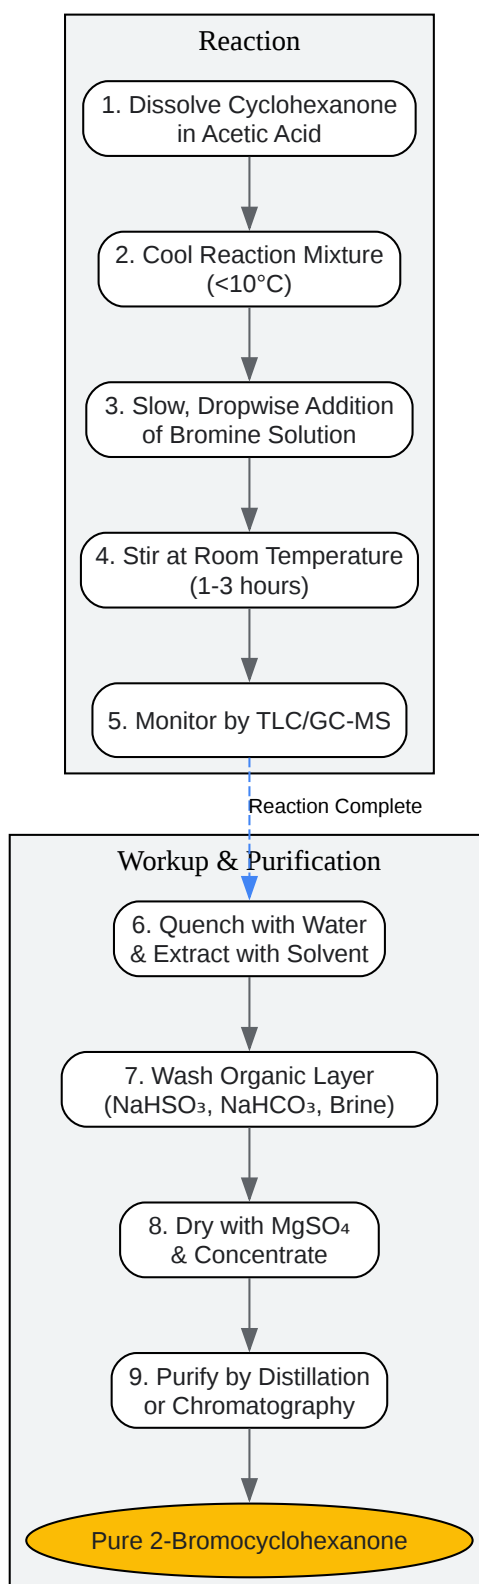 Reaction
1. Dissolve Cyclohexanone
in Acetic Acid
2. Cool Reaction Mixture
(<10°C)
3. Slow, Dropwise Addition
of Bromine Solution
4. Stir at Room Temperature
(1-3 hours)
5. Monitor by TLC/GC-MS
Reaction Complete
Workup & Purification
6. Quench with Water
& Extract with Solvent
7. Wash Organic Layer
(NaHSO₃, NaHCO₃, Brine)
8. Dry with MgSO₄
& Concentrate
9. Purify by Distillation
or Chromatography
Pure 2-Bromocyclohexanone